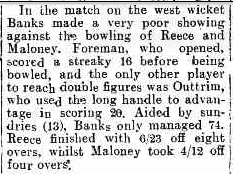 In the match on the west wicket
Banks made a very poor showing
against the bowling of Reece and
Maloney. Foreman, who opened,
scored a streaky 16 before being
bowled, and the only other player
to reach double figures was Outtrim,
who used the long handle to advan-
tage in scoring 20. Aided by sun-
dries (13), Banks only managed 74.
Reece finished with 6/23 off eight
overs, whilst Maloney took 4/12 off
four overs.